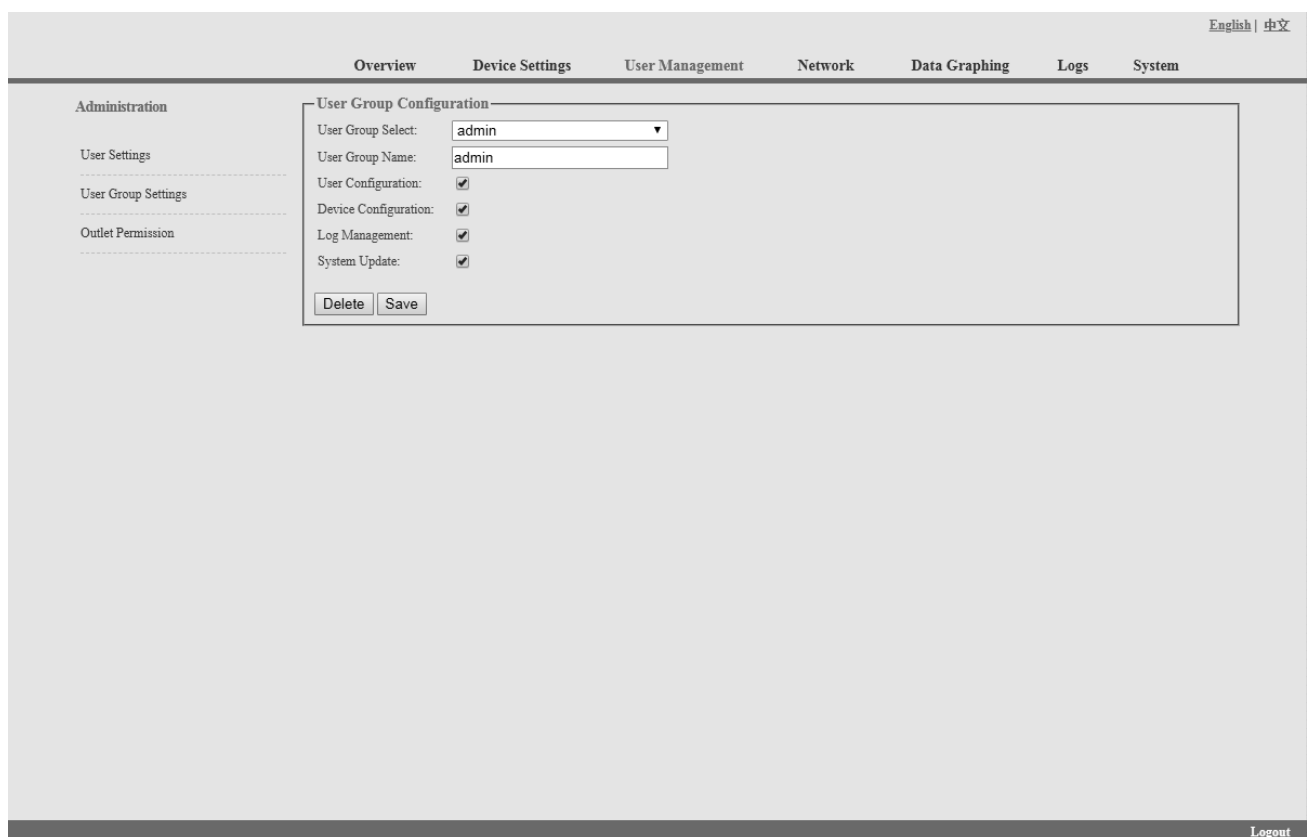 English | 中文
Overview Device Settings User Management Network Data Graphing Logs System
Administration
User Settings
User Group Settings
Outlet Permission
User Group Configuration
User Group Select: admin
User Group Name: admin
User Configuration:
Device Configuration:
Log Management:
System Update:
Delete Save
Logout